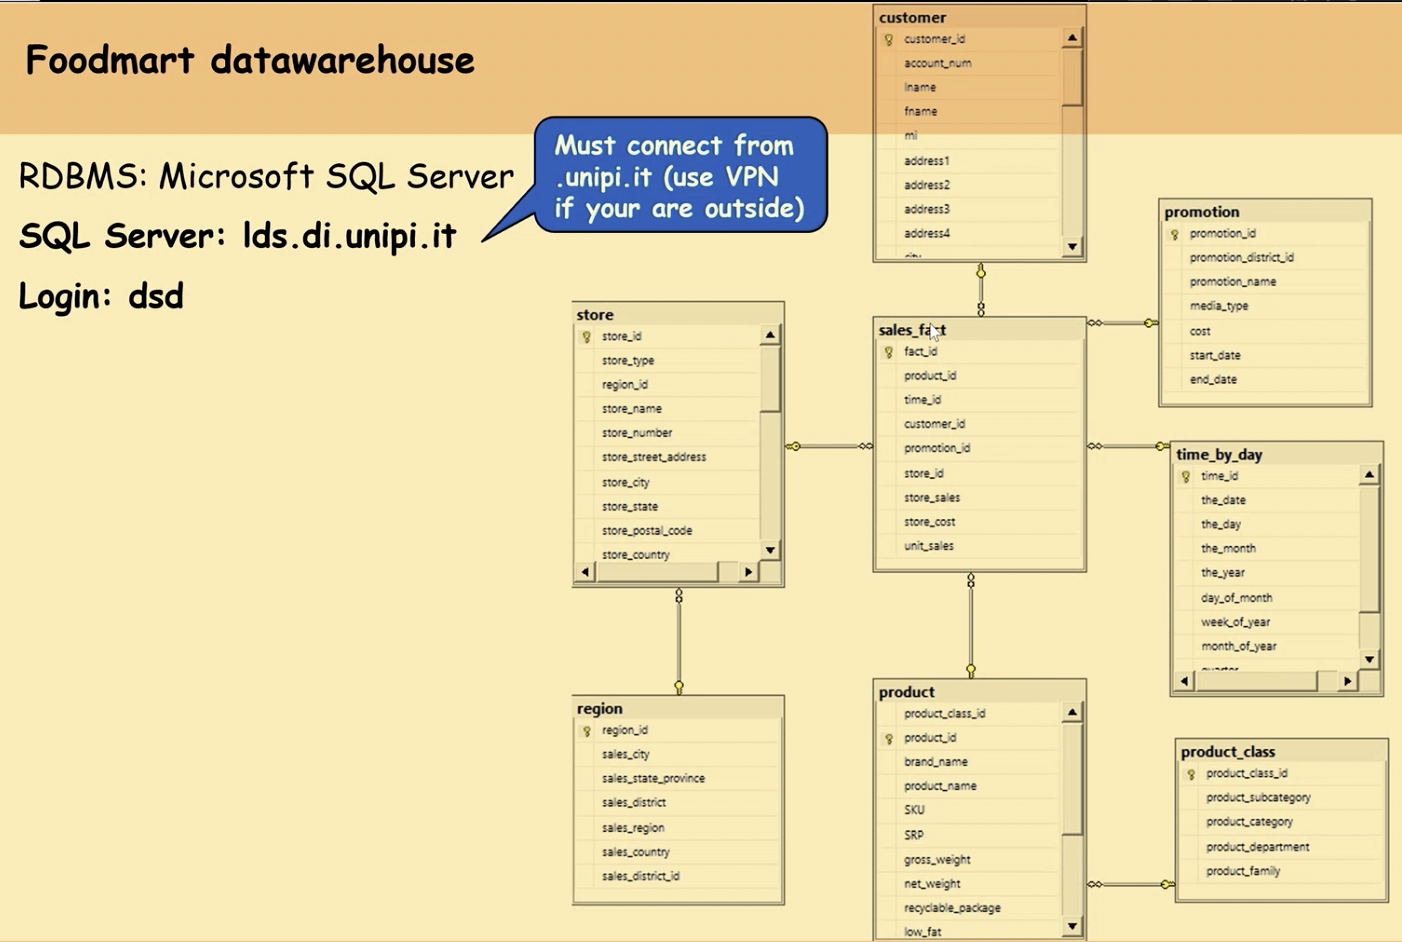 Foodmart datawarehouse
RDBMS: Microsoft SQL Server
SQL Server: lds.di.unipi.it
Login: dsd
Must connect from
.unipi.it (use VPN
if your are outside)
customer
customer_id
account_num
lname
fname
mi
address1
address2
address3
address4
city
promotion
promotion_id
promotion_district_id
promotion_name
media_type
cost
start_date
end_date
store
store_id
store_type
region_id
store_name
store_number
store_street_address
store_city
store_state
store_postal_code
store_country
sales_fact
fact_id
product_id
time_id
customer_id
promotion_id
store_id
store_sales
store_cost
unit_sales
time_by_day
time_id
the_date
the_day
the_month
the_year
day_of_month
week_of_year
month_of_year
quarter
region
region_id
sales_city
sales_state_province
sales_district
sales_region
sales_country
sales_district_id
product
product_class_id
product_id
brand_name
product_name
SKU
SRP
gross_weight
net_weight
recyclable_package
low_fat
product_class
product_class_id
product_subcategory
product_category
product_department
product_family